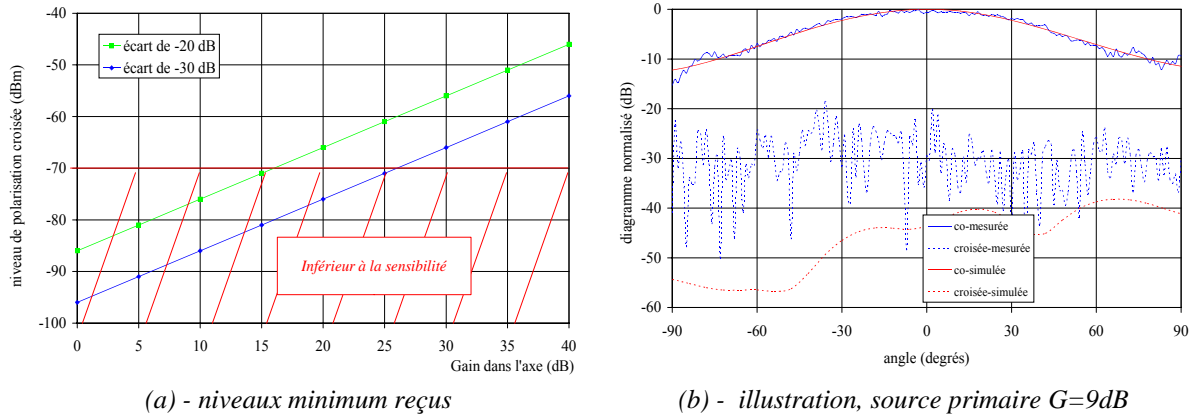 -40
-50
-60
-70
-80
-90
-100
niveau de polarisation croisée (dBm)
écart de -20 dB
écart de -30 dB
Inférieur à la sensibilité
0 5 10 15 20 25 30 35 40
Gain dans l'axe (dB)
(a) - niveaux minimum reçus
0
-10
-20
-30
-40
-50
-60
diagramme normalisé (dB)
co-mesurée
croisée-mesurée
co-simulée
croisée-simulée
-90 -60 -30 0 30 60 90
angle (degrés)
(b) - illustration, source primaire G=9dB